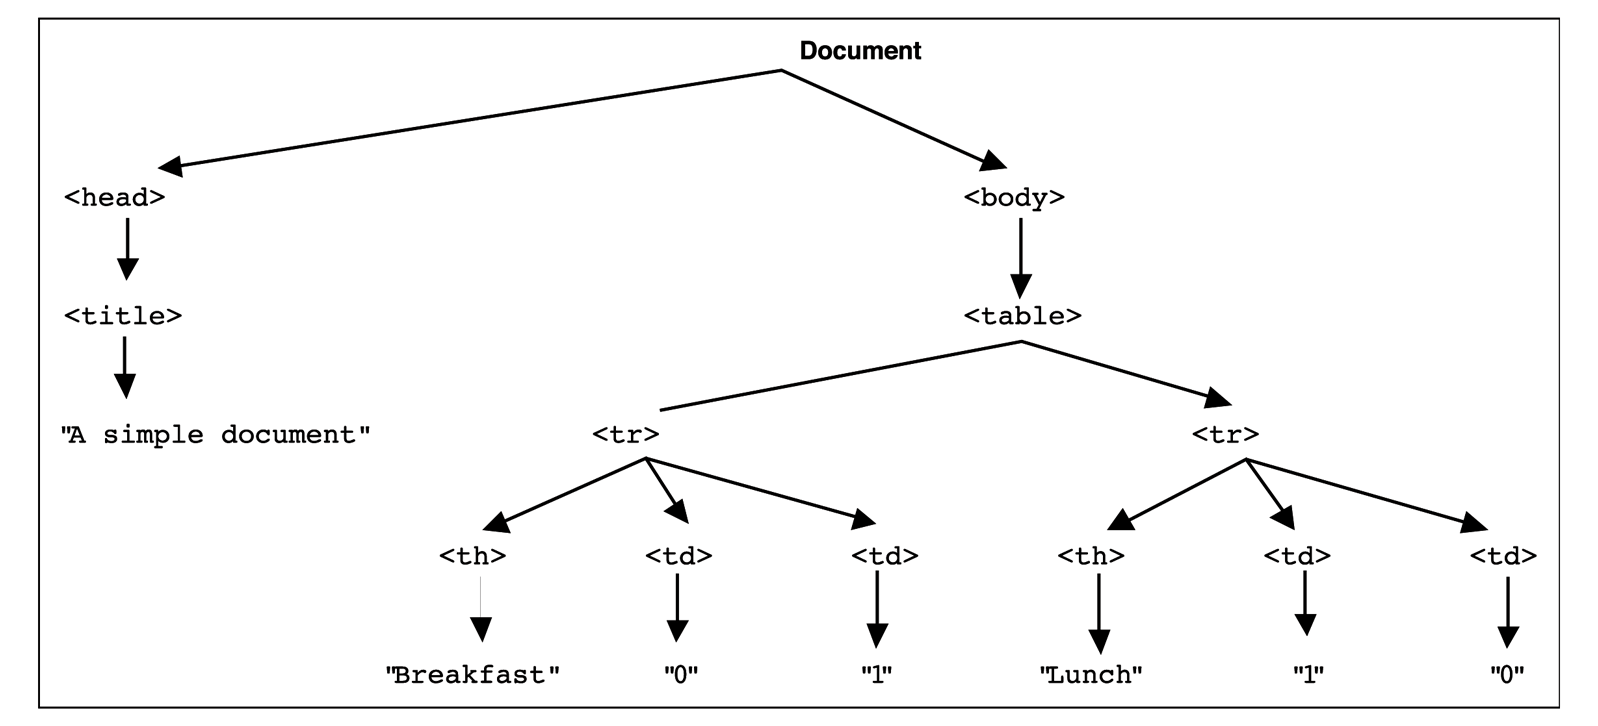 Document
<head> <body>
<title> <table>
"A simple document" <tr> <tr>
<th> <td> <td> <th> <td> <td>
"Breakfast" "0" "1" "Lunch" "1" "0"